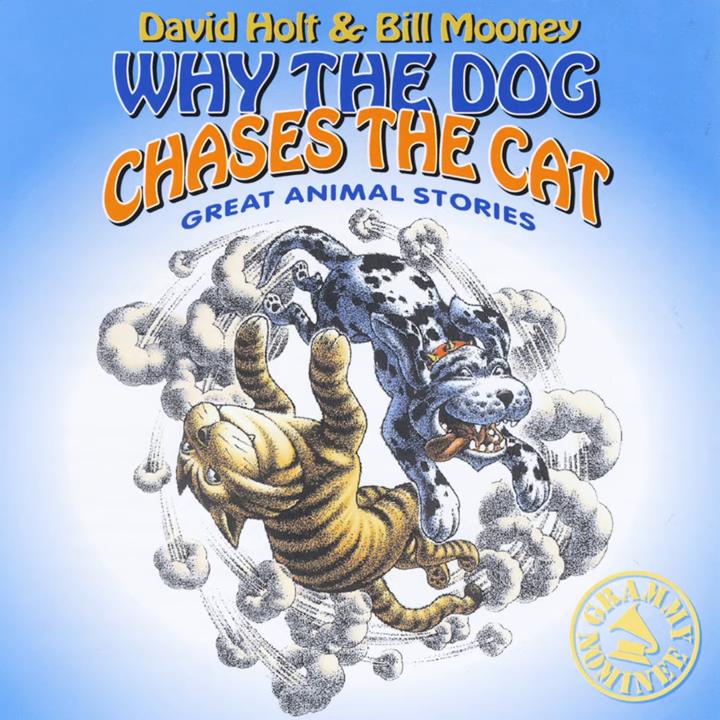 David Holt & Bill Mooney
WHY THE DOG
CHASES THE CAT
GREAT ANIMAL STORIES
GRAMMY
NOMINEE